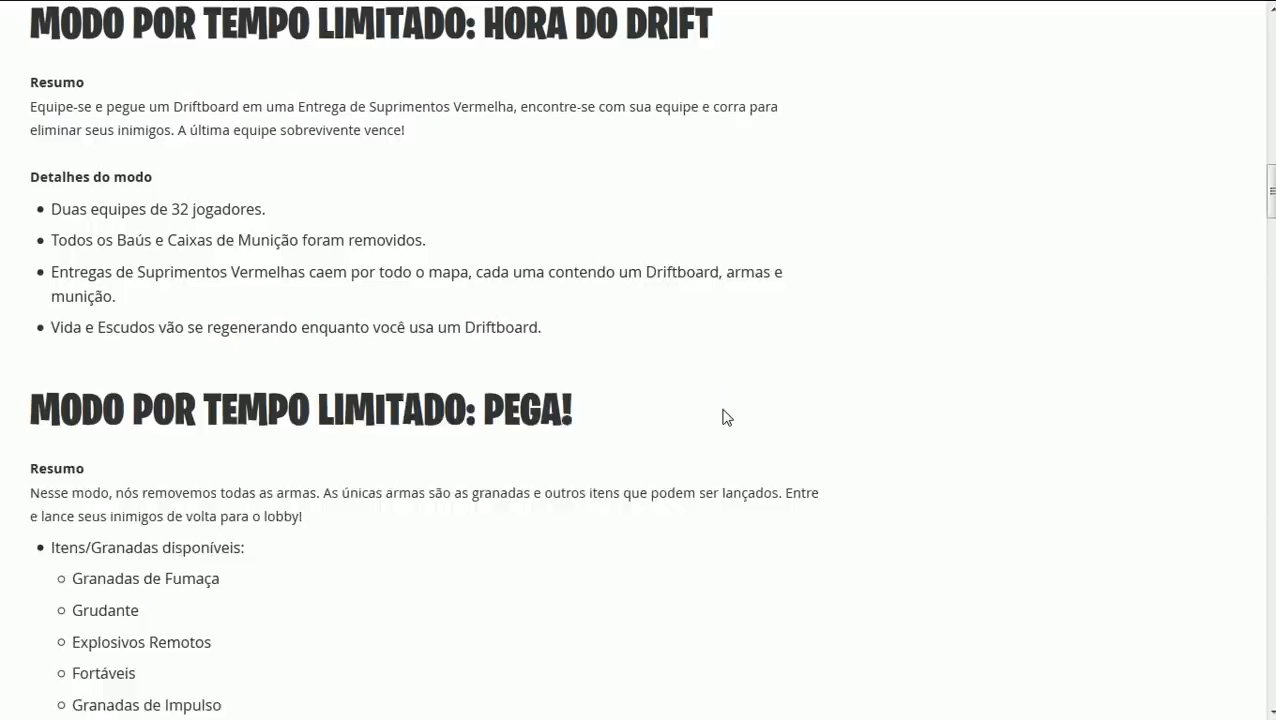 MODO POR TEMPO LIMITADO: HORA DO DRIFT
Resumo
Equipe-se e pegue um Driftboard em uma Entrega de Suprimentos Vermelha, encontre-se com sua equipe e corra para
eliminar seus inimigos. A última equipe sobrevivente vence!
Detalhes do modo
• Duas equipes de 32 jogadores.
• Todos os Baús e Caixas de Munição foram removidos.
• Entregas de Suprimentos Vermelhas caem por todo o mapa, cada uma contendo um Driftboard, armas e
munição.
• Vida e Escudos vão se regenerando enquanto você usa um Driftboard.
MODO POR TEMPO LIMITADO: PEGA!
Resumo
Nesse modo, nós removemos todas as armas. As únicas armas são as granadas e outros itens que podem ser lançados. Entre
e lance seus inimigos de volta para o lobby!
• Itens/Granadas disponíveis:
○ Granadas de Fumaça
○ Grudante
○ Explosivos Remotos
○ Fortáveis
○ Granadas de Impulso